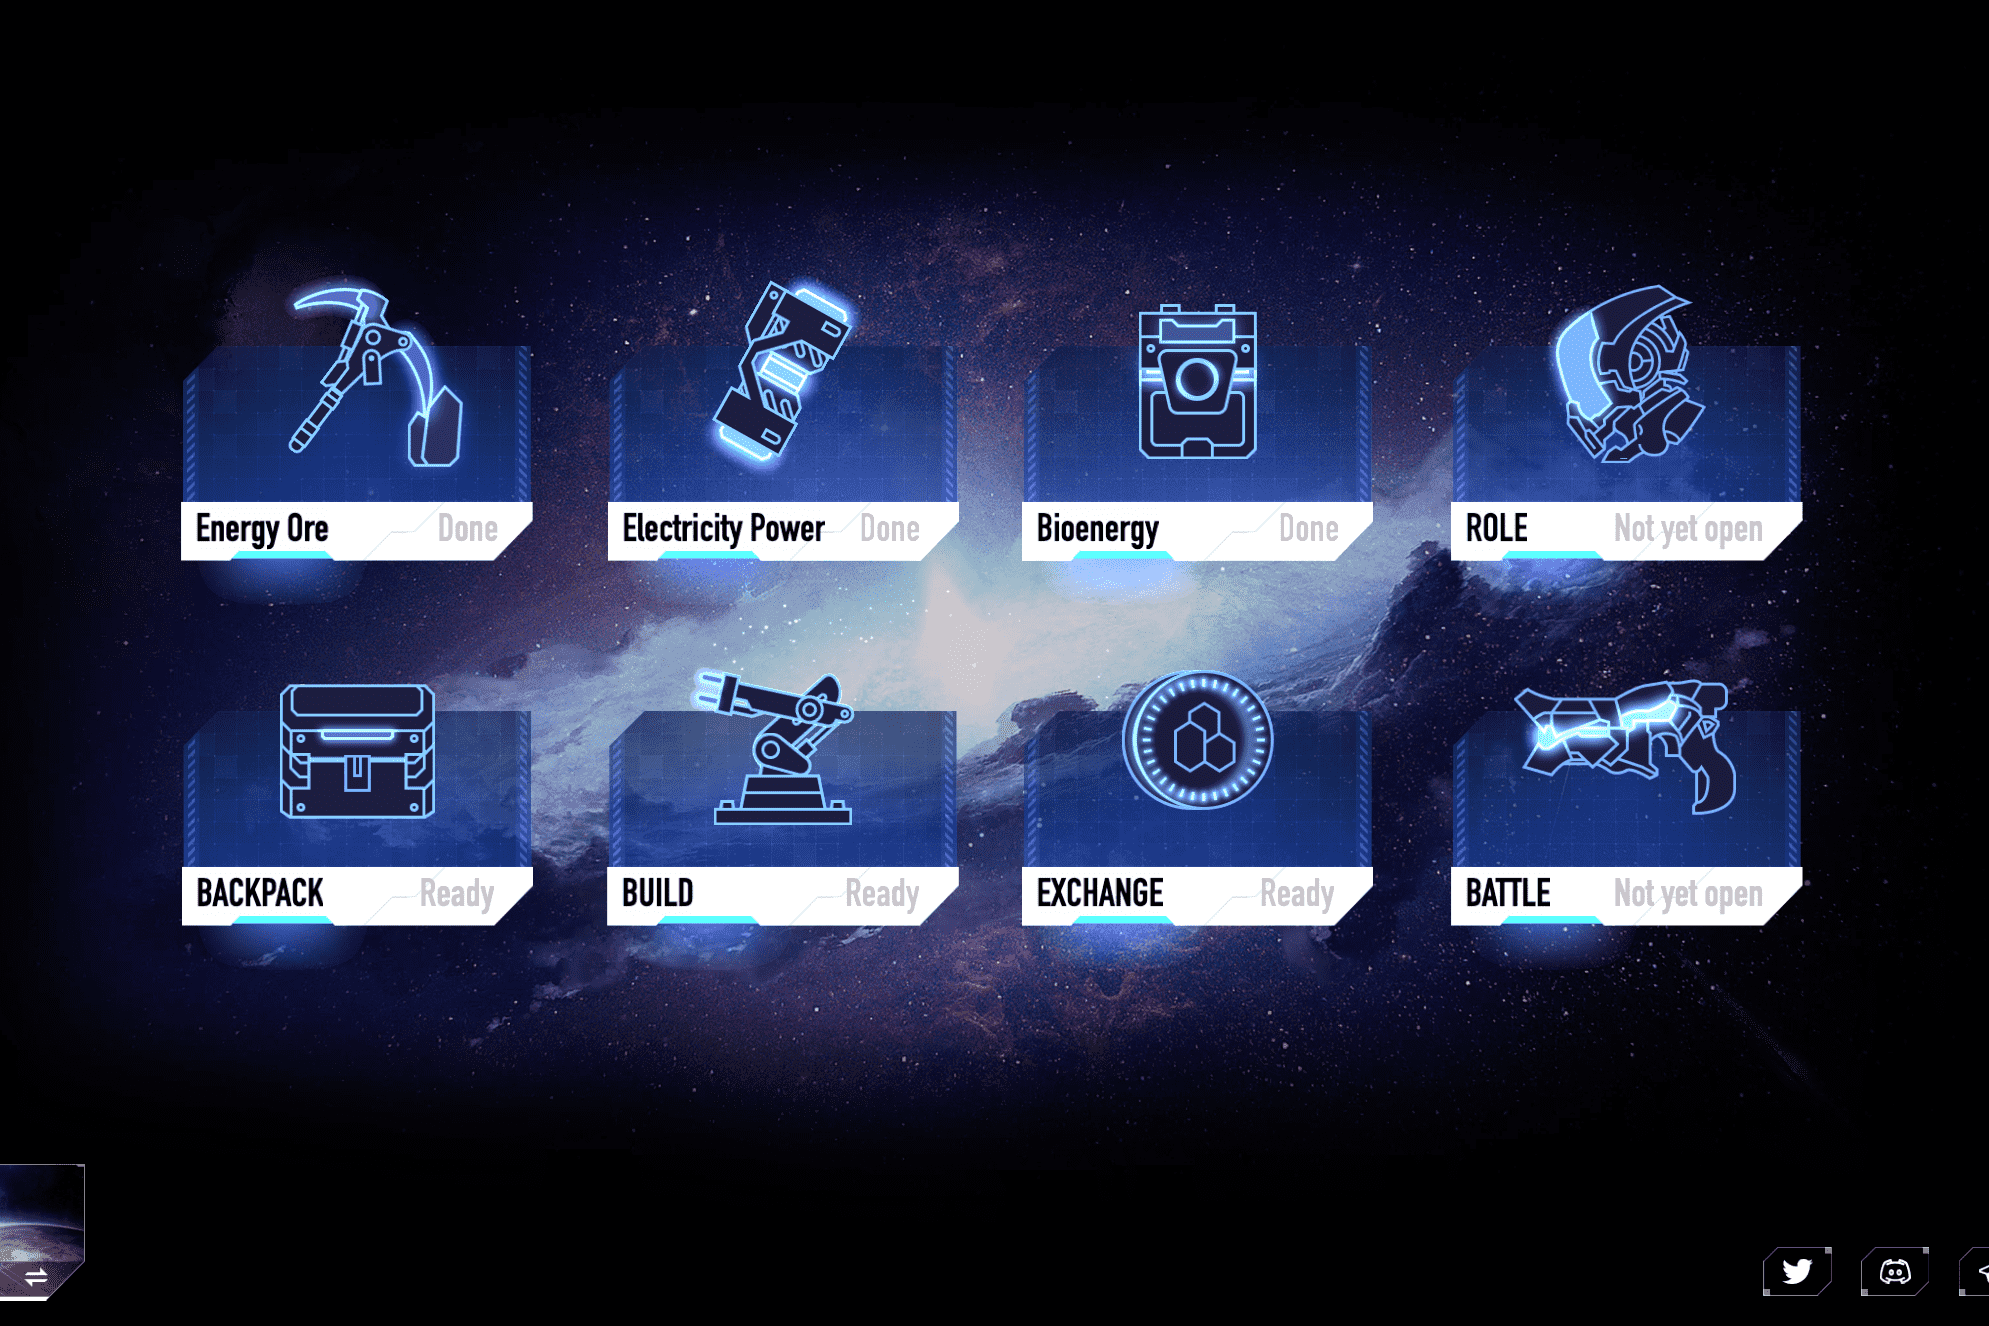 Energy Ore Done
Electricity Power Done
Bioenergy Done
ROLE Not yet open
BACKPACK Ready
BUILD Ready
EXCHANGE Ready
BATTLE Not yet open